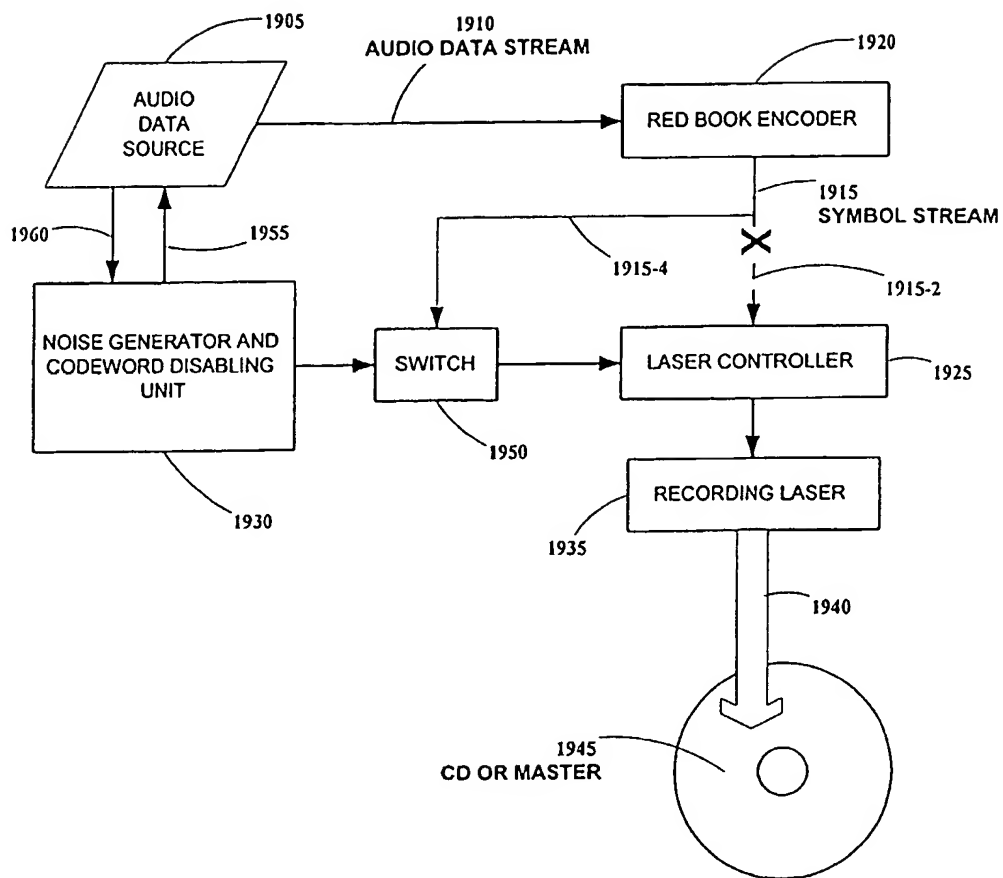 1905
1910
AUDIO DATA STREAM
1920
AUDIO
DATA
SOURCE
RED BOOK ENCODER
1915
SYMBOL STREAM
1960
1955
1915-4
1915-2
NOISE GENERATOR AND
CODEWORD DISABLING
UNIT
SWITCH
LASER CONTROLLER
1925
1950
1930
RECORDING LASER
1935
1940
1945
CD OR MASTER